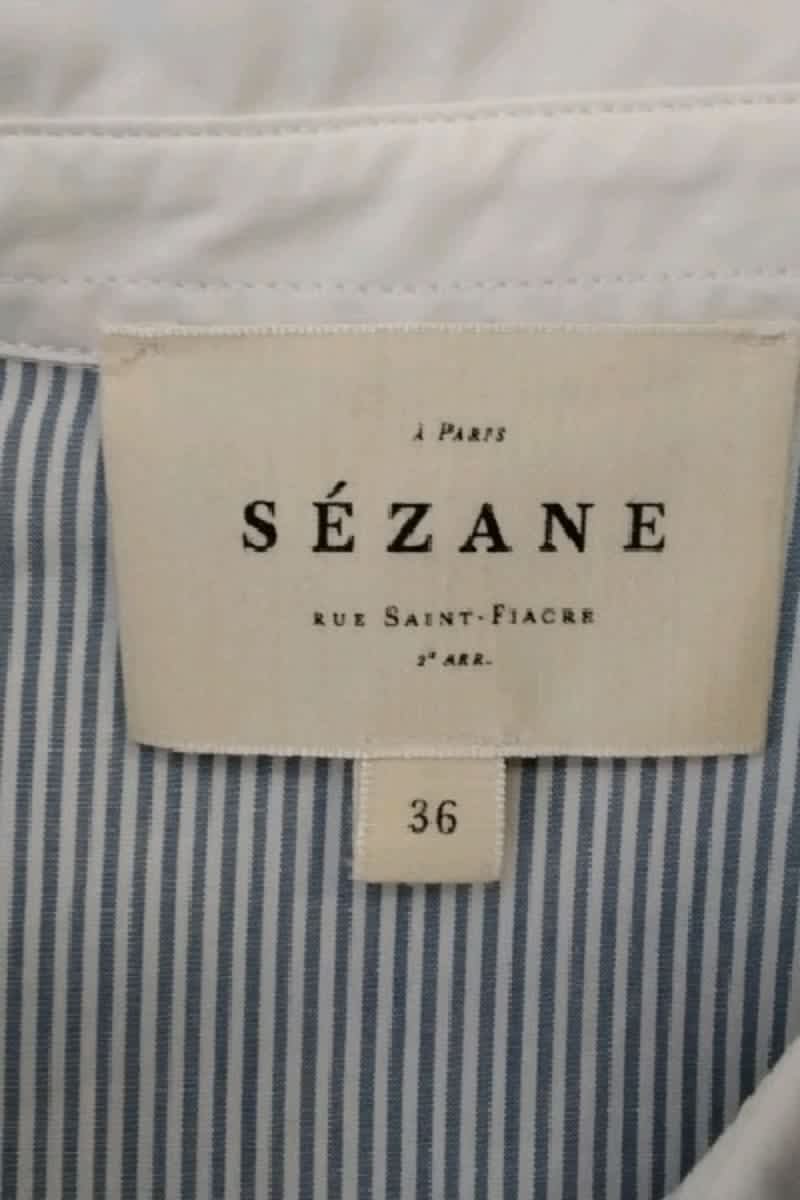 À PARIS
SÉZANE
RUE SAINT-FIACRE
2e ARR.
36